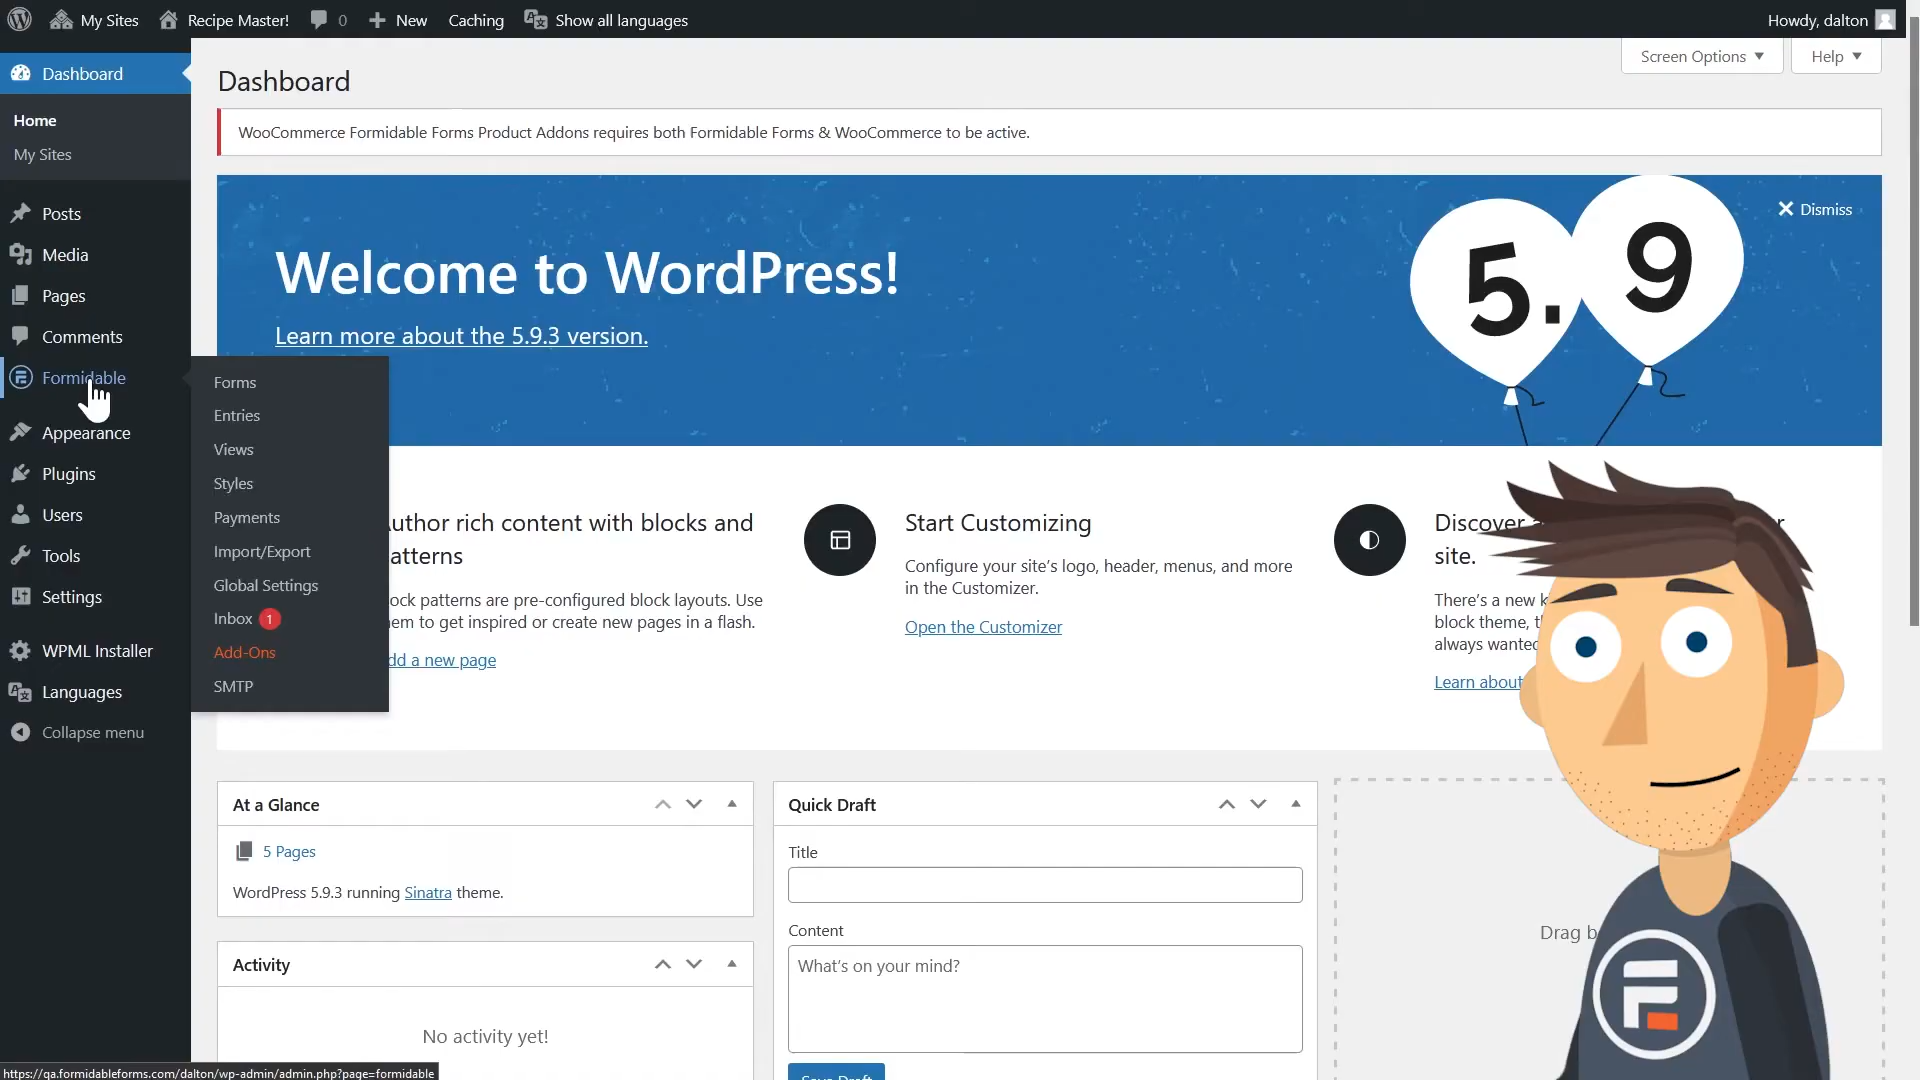 My Sites
Recipe Master!
0
New
Caching
Show all languages
Howdy, dalton
Dashboard
Home
My Sites
Posts
Media
Pages
Comments
Formidable
Appearance
Plugins
Users
Tools
Settings
WPML Installer
Languages
Collapse menu
Forms
Entries
Views
Styles
Payments
Import/Export
Global Settings
Inbox 1
Add-Ons
SMTP
Screen Options
Help
Dashboard
WooCommerce Formidable Forms Product Addons requires both Formidable Forms & WooCommerce to be active.
Dismiss
Welcome to WordPress!
Learn more about the 5.9.3 version.
5.9
uthor rich content with blocks and
atterns
ock patterns are pre-configured block layouts. Use
em to get inspired or create new pages in a flash.
dd a new page
Start Customizing
Configure your site's logo, header, menus, and more
in the Customizer.
Open the Customizer
Discover a
site.
There's a new k
block theme, t
always wanted
Learn about
At a Glance
5 Pages
WordPress 5.9.3 running Sinatra theme.
Activity
No activity yet!
Quick Draft
Title
Content
What's on your mind?
Save Draft
Drag b
https://qa.formidableforms.com/dalton/wp-admin/admin.php?page=formidable